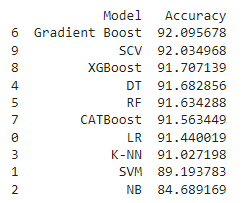 Model Accuracy
6 Gradient Boost 92.095678
9 SCV 92.034968
8 XGBoost 91.707139
4 DT 91.682856
5 RF 91.634288
7 CATBoost 91.563449
0 LR 91.440019
3 K-NN 91.027198
1 SVM 89.193783
2 NB 84.689169